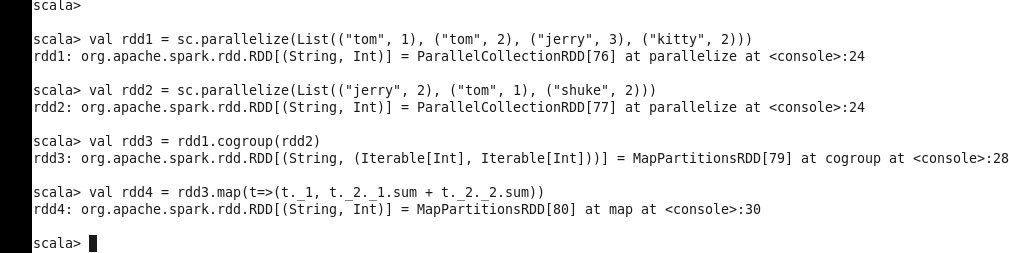 scala>
scala> val rdd1 = sc.parallelize(List(("tom", 1), ("tom", 2), ("jerry", 3), ("kitty", 2)))
rdd1: org.apache.spark.rdd.RDD[(String, Int)] = ParallelCollectionRDD[76] at parallelize at <console>:24
scala> val rdd2 = sc.parallelize(List(("jerry", 2), ("tom", 1), ("shuke", 2)))
rdd2: org.apache.spark.rdd.RDD[(String, Int)] = ParallelCollectionRDD[77] at parallelize at <console>:24
scala> val rdd3 = rdd1.cogroup(rdd2)
rdd3: org.apache.spark.rdd.RDD[(String, (Iterable[Int], Iterable[Int]))] = MapPartitionsRDD[79] at cogroup at <console>:28
scala> val rdd4 = rdd3.map(t=>(t._1, t._2._1.sum + t._2._2.sum))
rdd4: org.apache.spark.rdd.RDD[(String, Int)] = MapPartitionsRDD[80] at map at <console>:30
scala>